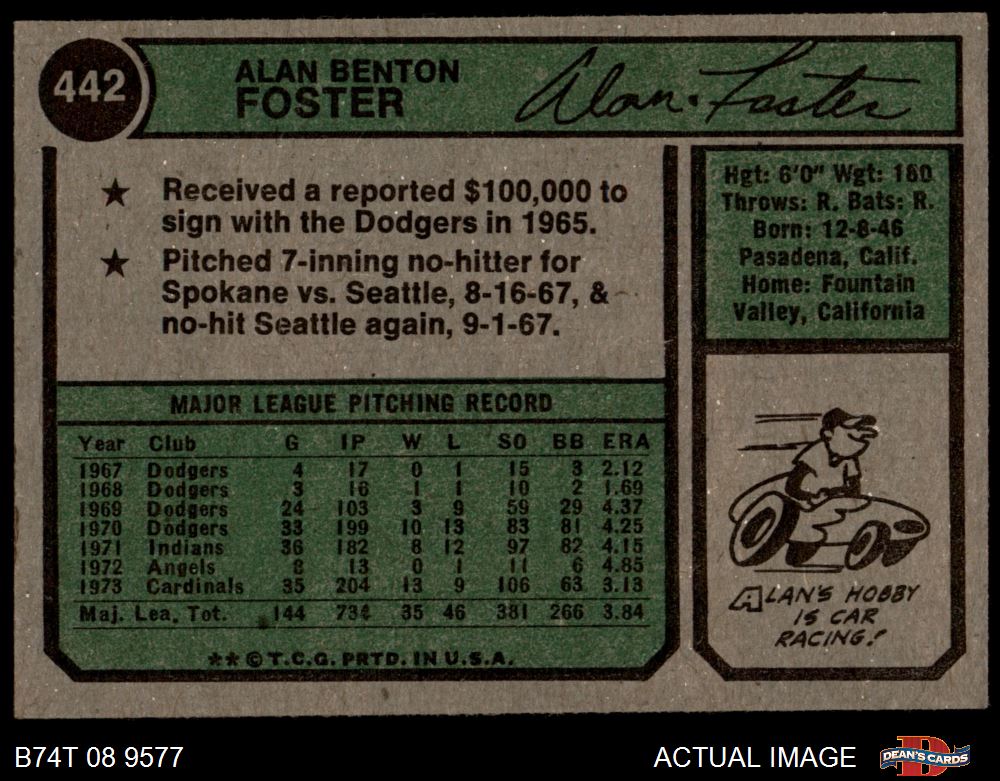 442
ALAN BENTON
FOSTER
Alan Foster
★ Received a reported $100,000 to
sign with the Dodgers in 1965.
★ Pitched 7-inning no-hitter for
Spokane vs. Seattle, 8-16-67, &
no-hit Seattle again, 9-1-67.
Hgt: 6'0" Wgt: 180
Throws: R. Bats: R.
Born: 12-8-46
Pasadena, Calif.
Home: Fountain
Valley, California
MAJOR LEAGUE PITCHING RECORD
Year Club G IP W L SO BB ERA
1967 Dodgers 4 17 0 1 15 3 2.12
1968 Dodgers 3 16 1 1 10 2 1.69
1969 Dodgers 24 103 3 9 59 29 4.37
1970 Dodgers 33 199 10 13 83 81 4.25
1971 Indians 36 182 8 12 97 82 4.15
1972 Angels 8 13 0 1 11 6 4.85
1973 Cardinals 35 204 13 9 106 63 3.13
Maj. Lea. Tot. 144 734 35 46 381 266 3.84
** © T.C.G. PRTD. IN U.S.A.
ALAN'S HOBBY
IS CAR
RACING!
B74T 08 9577
ACTUAL IMAGE
DEAN'S CARDS